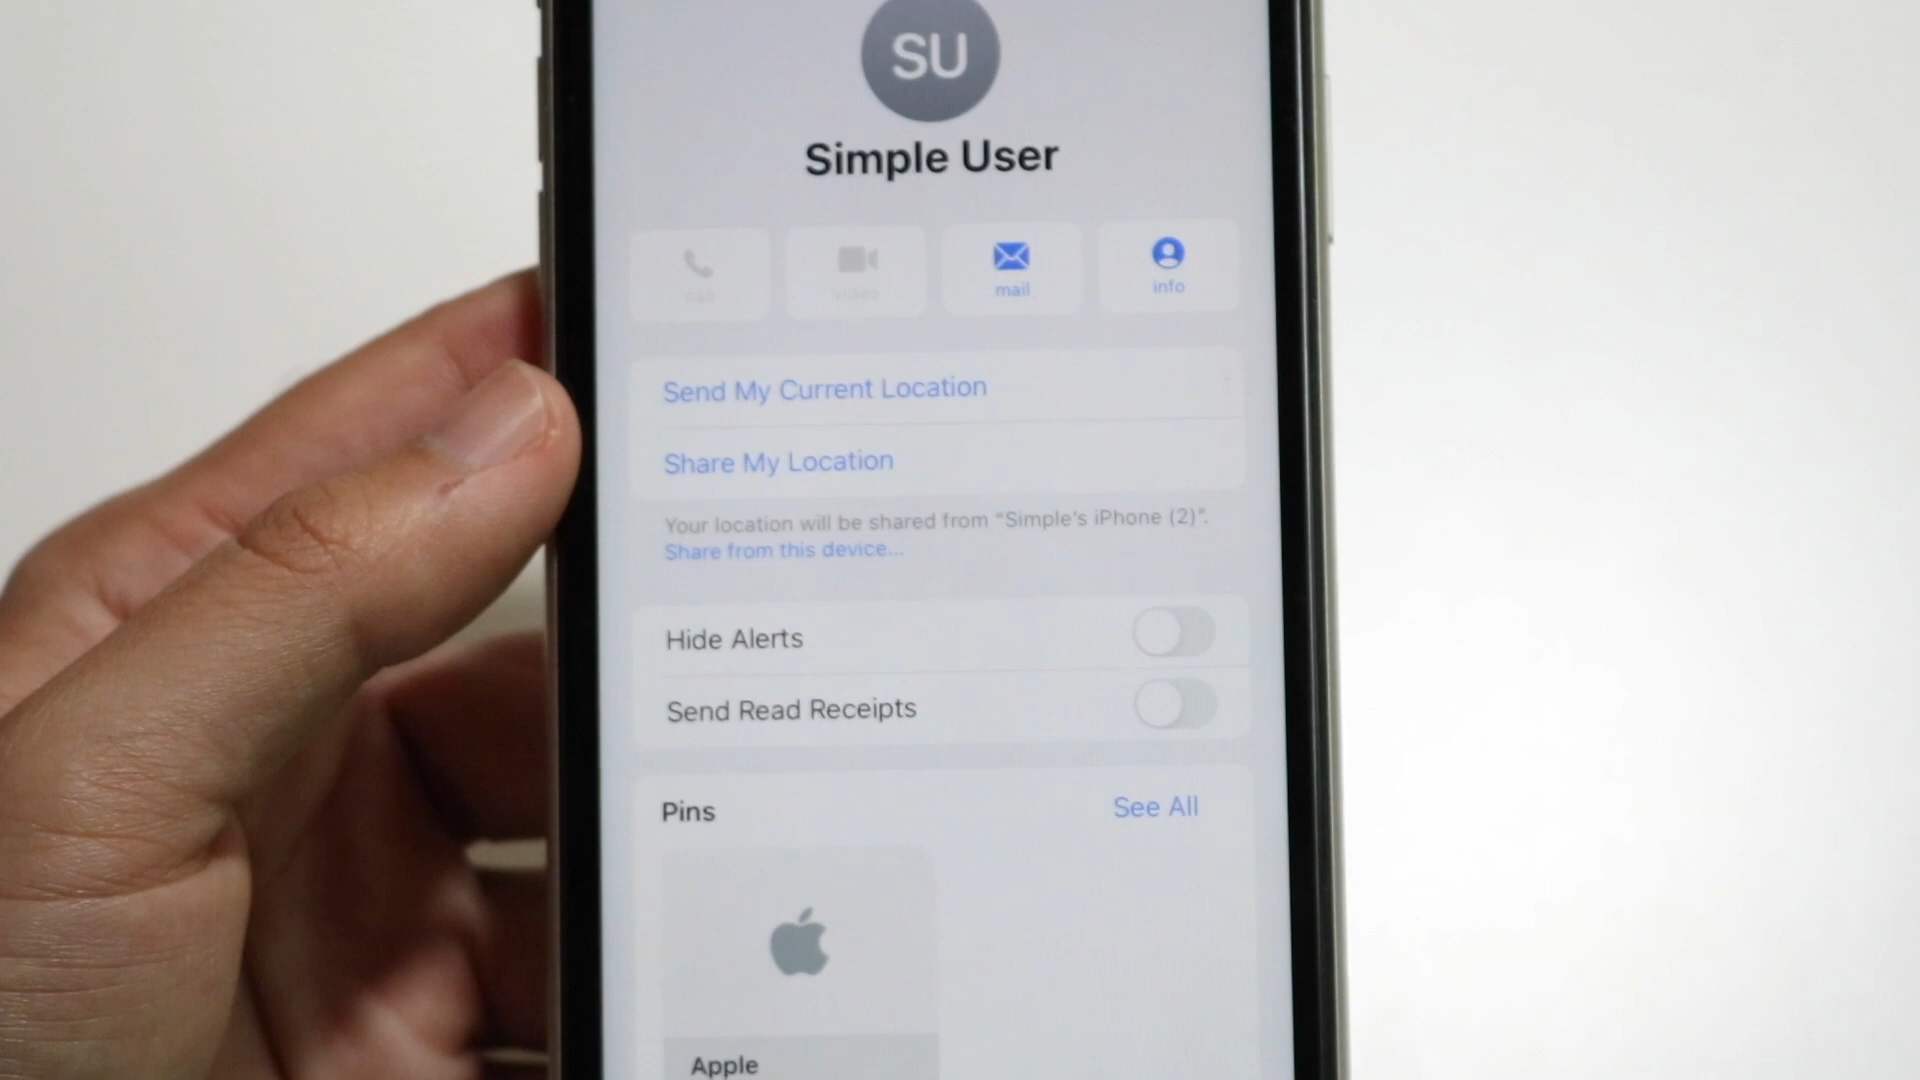 SU
Simple User
call
video
mail
info
Send My Current Location
Share My Location
Your location will be shared from “Simple's iPhone (2)”.
Share from this device...
Hide Alerts
Send Read Receipts
Pins
See All
Apple